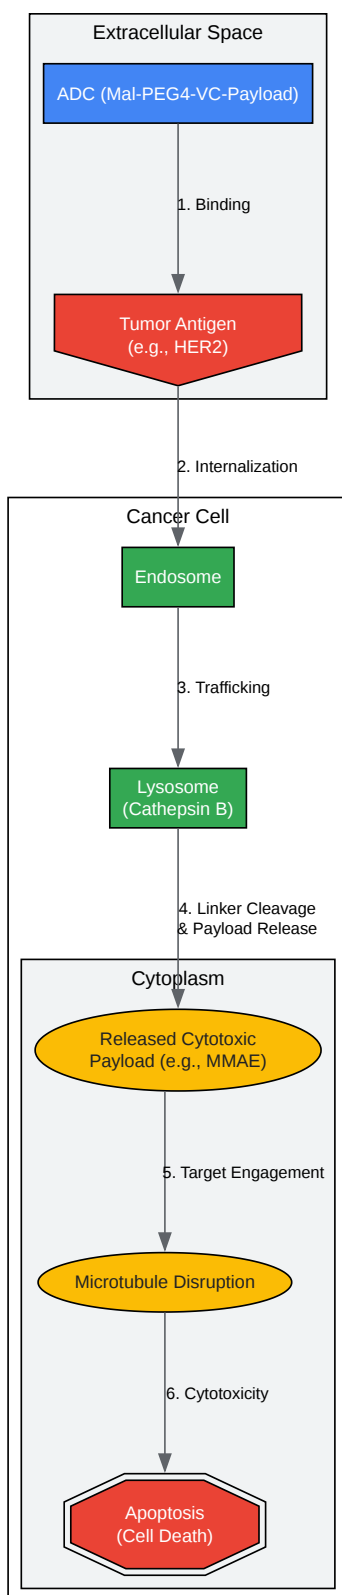 Extracellular Space
ADC (Mal-PEG4-VC-Payload)
1. Binding
Tumor Antigen
(e.g., HER2)
2. Internalization
Cancer Cell
Endosome
3. Trafficking
Lysosome
(Cathepsin B)
4. Linker Cleavage
& Payload Release
Cytoplasm
Released Cytotoxic
Payload (e.g., MMAE)
5. Target Engagement
Microtubule Disruption
6. Cytotoxicity
Apoptosis
(Cell Death)